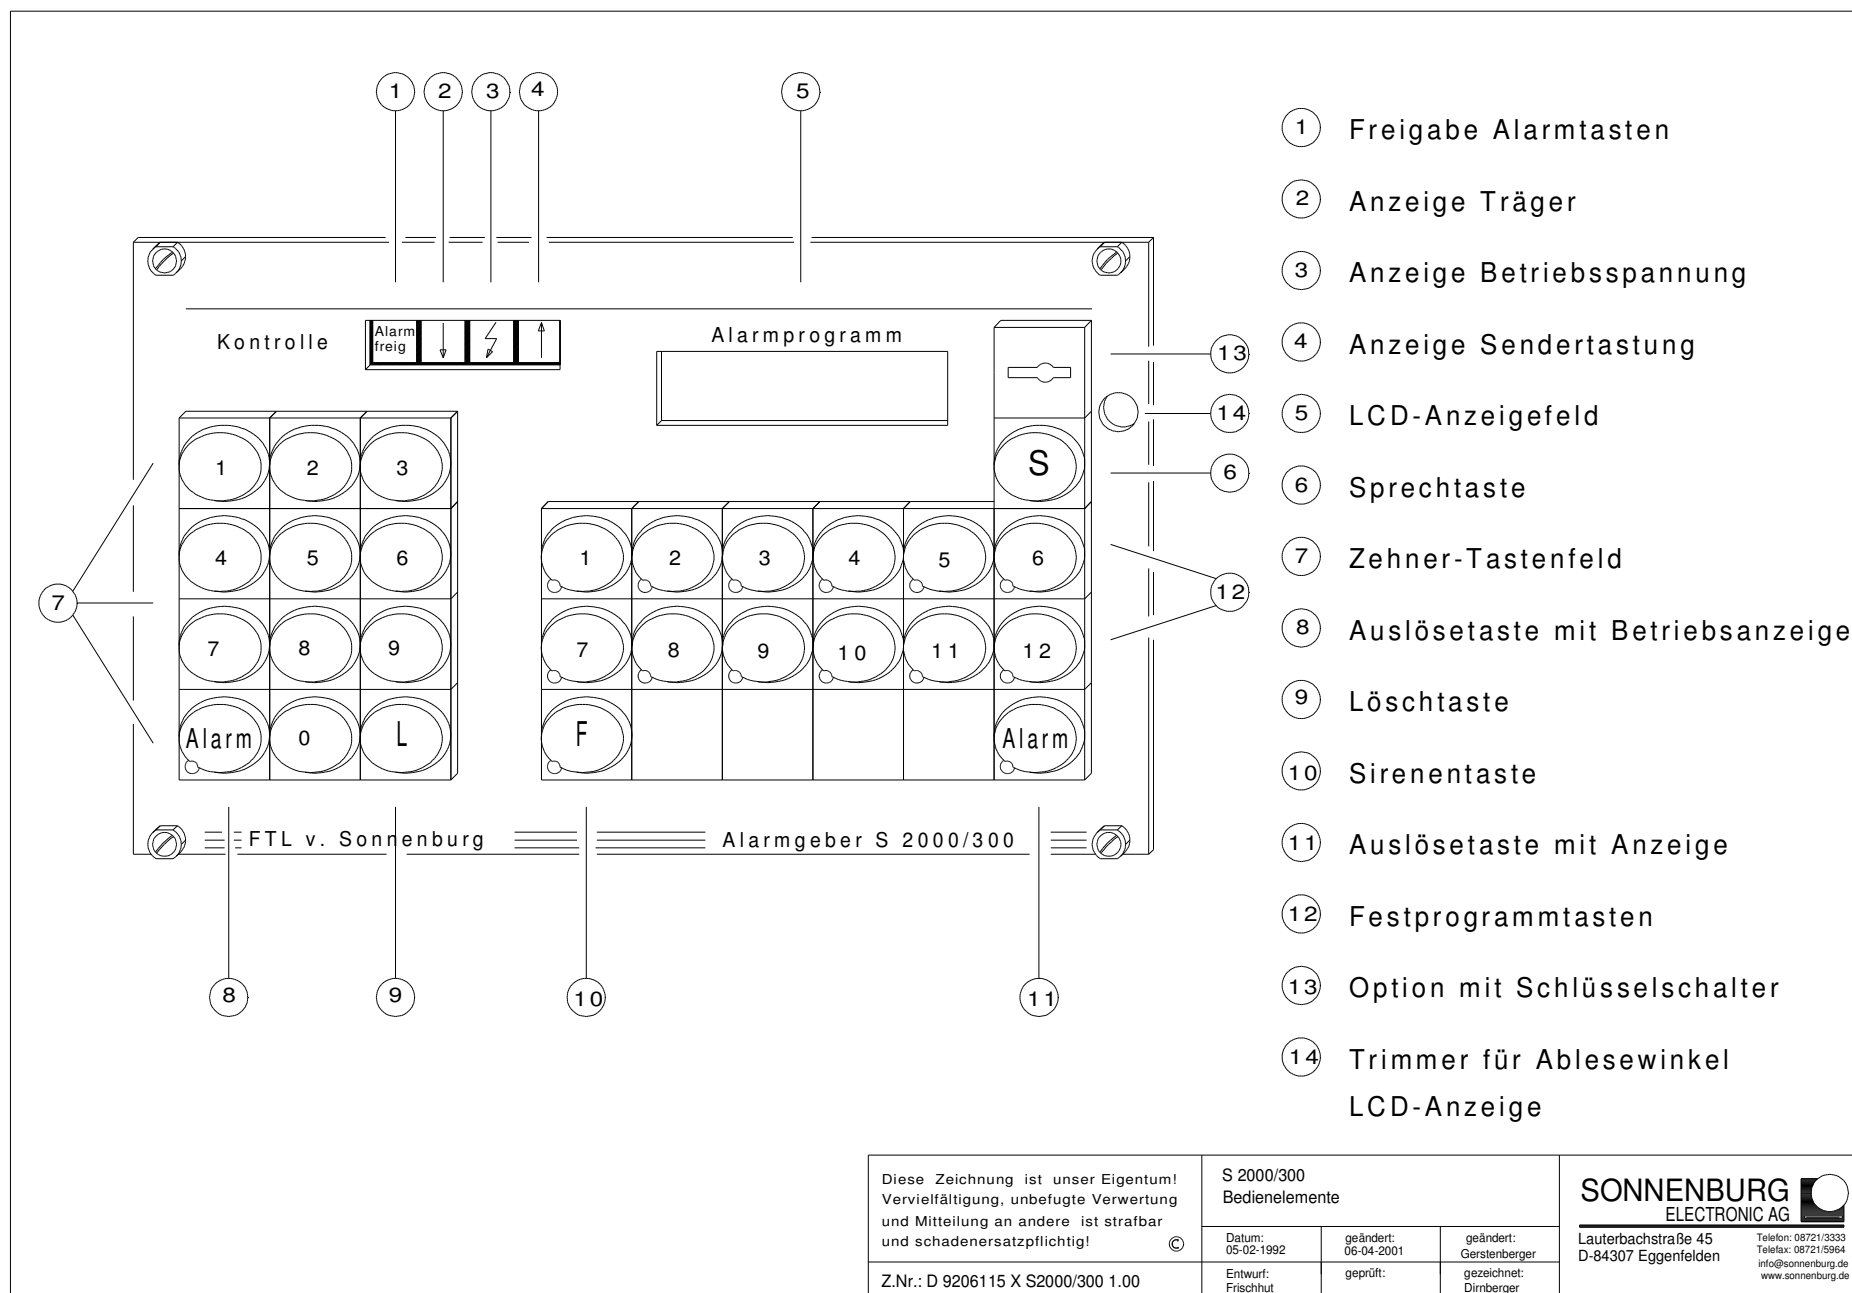 1 2 3 4 5
Kontrolle
Alarm
freig
Alarmprogramm
13
14
6
12
7
1 2 3
4 5 6
7 8 9
Alarm 0 L
S
1 2 3 4 5 6
7 8 9 10 11 12
F Alarm
FTL v. Sonnenburg
Alarmgeber S 2000/300
8 9 10 11
1 Freigabe Alarmtasten
2 Anzeige Träger
3 Anzeige Betriebsspannung
4 Anzeige Sendertastung
5 LCD-Anzeigefeld
6 Sprechtaste
7 Zehner-Tastenfeld
8 Auslösetaste mit Betriebsanzeige
9 Löschtaste
10 Sirenentaste
11 Auslösetaste mit Anzeige
12 Festprogrammtasten
13 Option mit Schlüsselschalter
14 Trimmer für Ablesewinkel
LCD-Anzeige
Diese Zeichnung ist unser Eigentum!
Vervielfältigung, unbefugte Verwertung
und Mitteilung an andere ist strafbar
und schadenersatzpflichtig! ©
Z.Nr.: D 9206115 X S2000/300 1.00
S 2000/300
Bedienelemente
Datum:
05-02-1992
geändert:
06-04-2001
geändert:
Gerstenberger
Entwurf:
Frischhut
geprüft:
gezeichnet:
Dirnberger
SONNENBURG
ELECTRONIC AG
Lauterbachstraße 45
D-84307 Eggenfelden
Telefon: 08721/3333
Telefax: 08721/5964
info@sonnenburg.de
www.sonnenburg.de